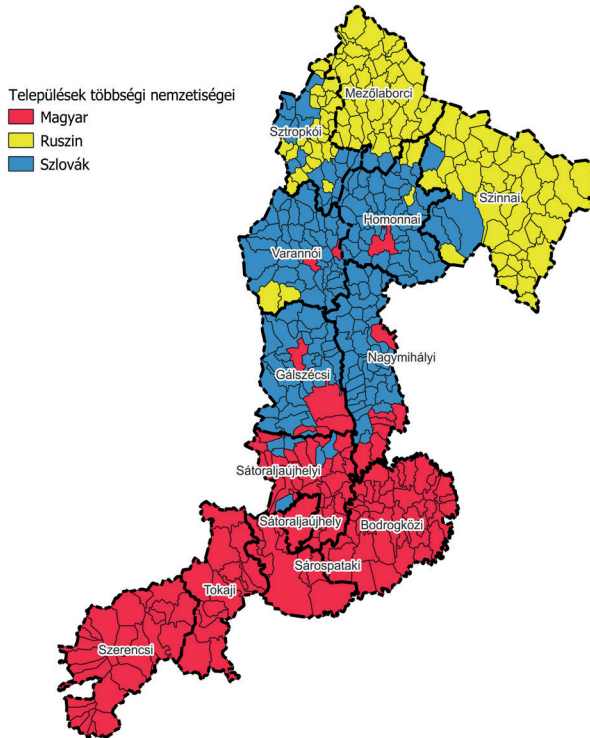 Települések többségi nemzetiségei
Magyar
Ruszin
Szlovák
Mezőlaborci
Sztropkói
Szinnai
Homonnai
Varannói
Nagymihályi
Gálszécsi
Sátoraljaújhelyi
Sátoraljaújhely
Bodrogközi
Sárospataki
Tokaji
Szerencsi